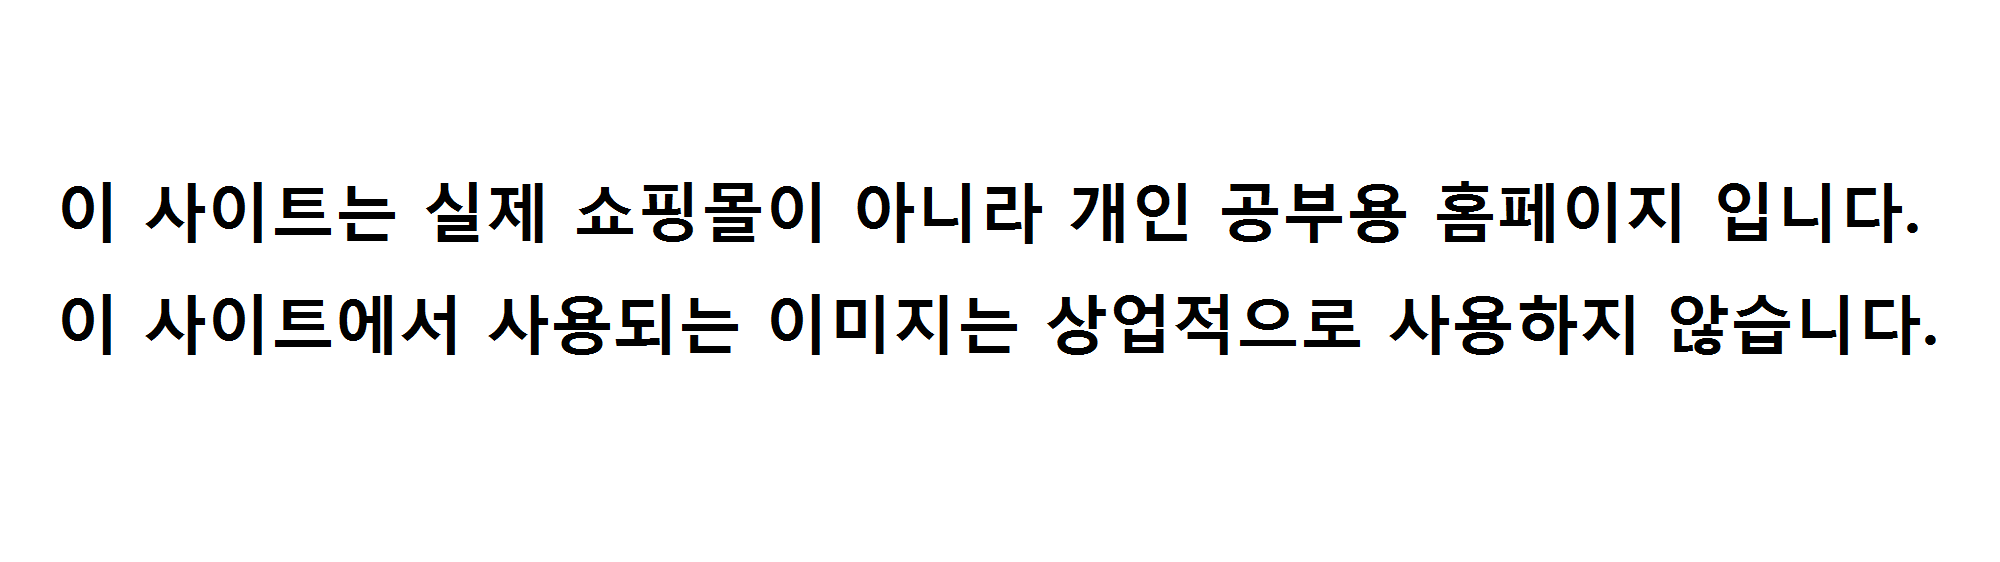 이 사이트는 실제 쇼핑몰이 아니라 개인 공부용 홈페이지 입니다.
이 사이트에서 사용되는 이미지는 상업적으로 사용하지 않습니다.